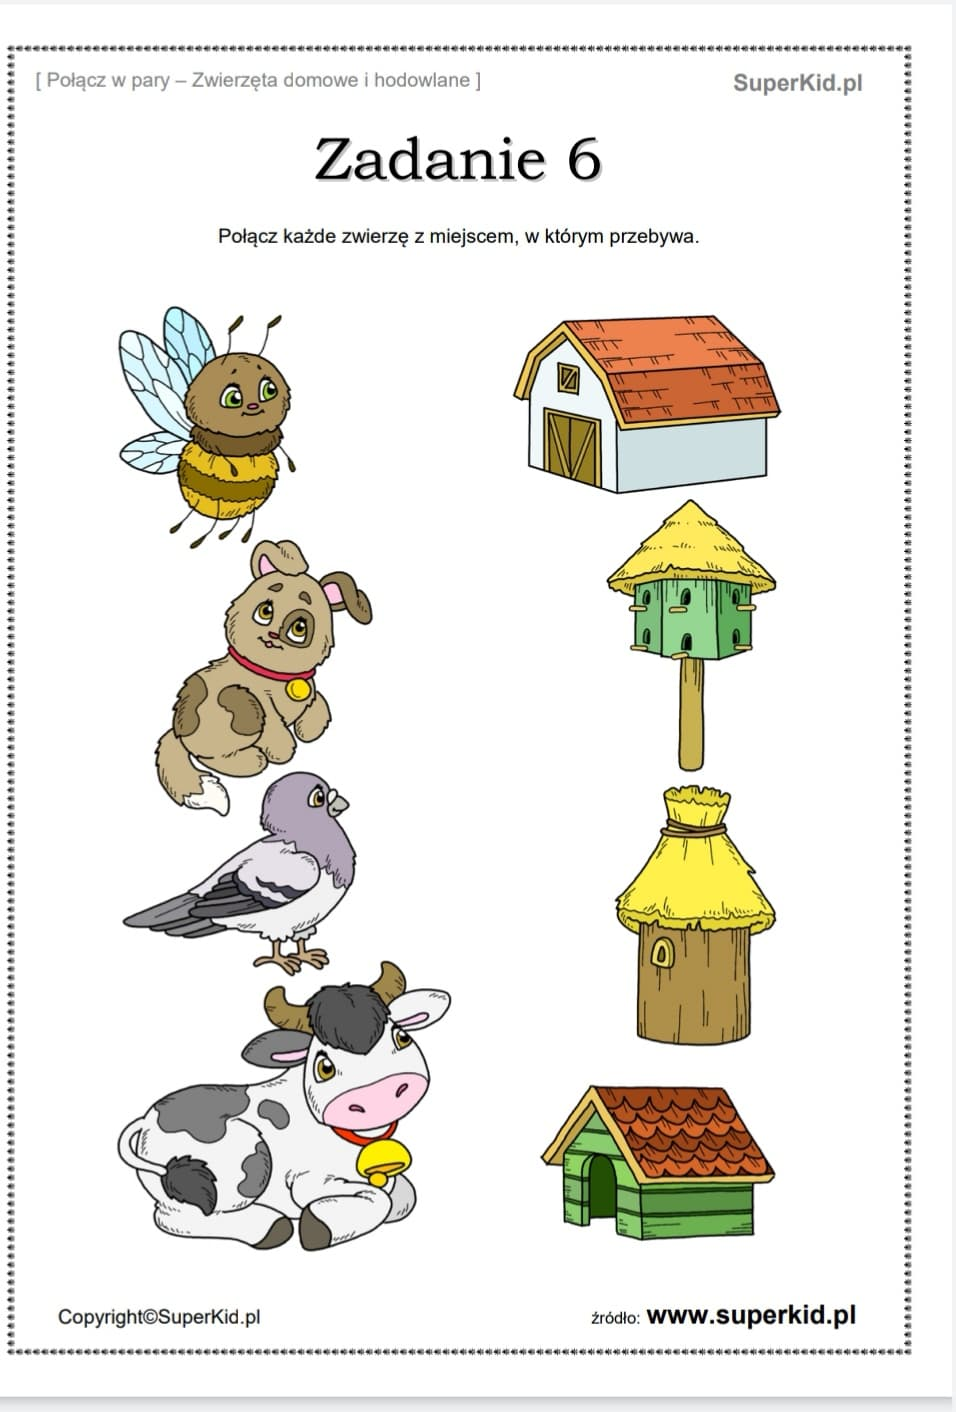 [ Połącz w pary – Zwierzęta domowe i hodowlane ]
SuperKid.pl
Zadanie 6
Połącz każde zwierzę z miejscem, w którym przebywa.
Copyright©SuperKid.pl
źródło: www.superkid.pl